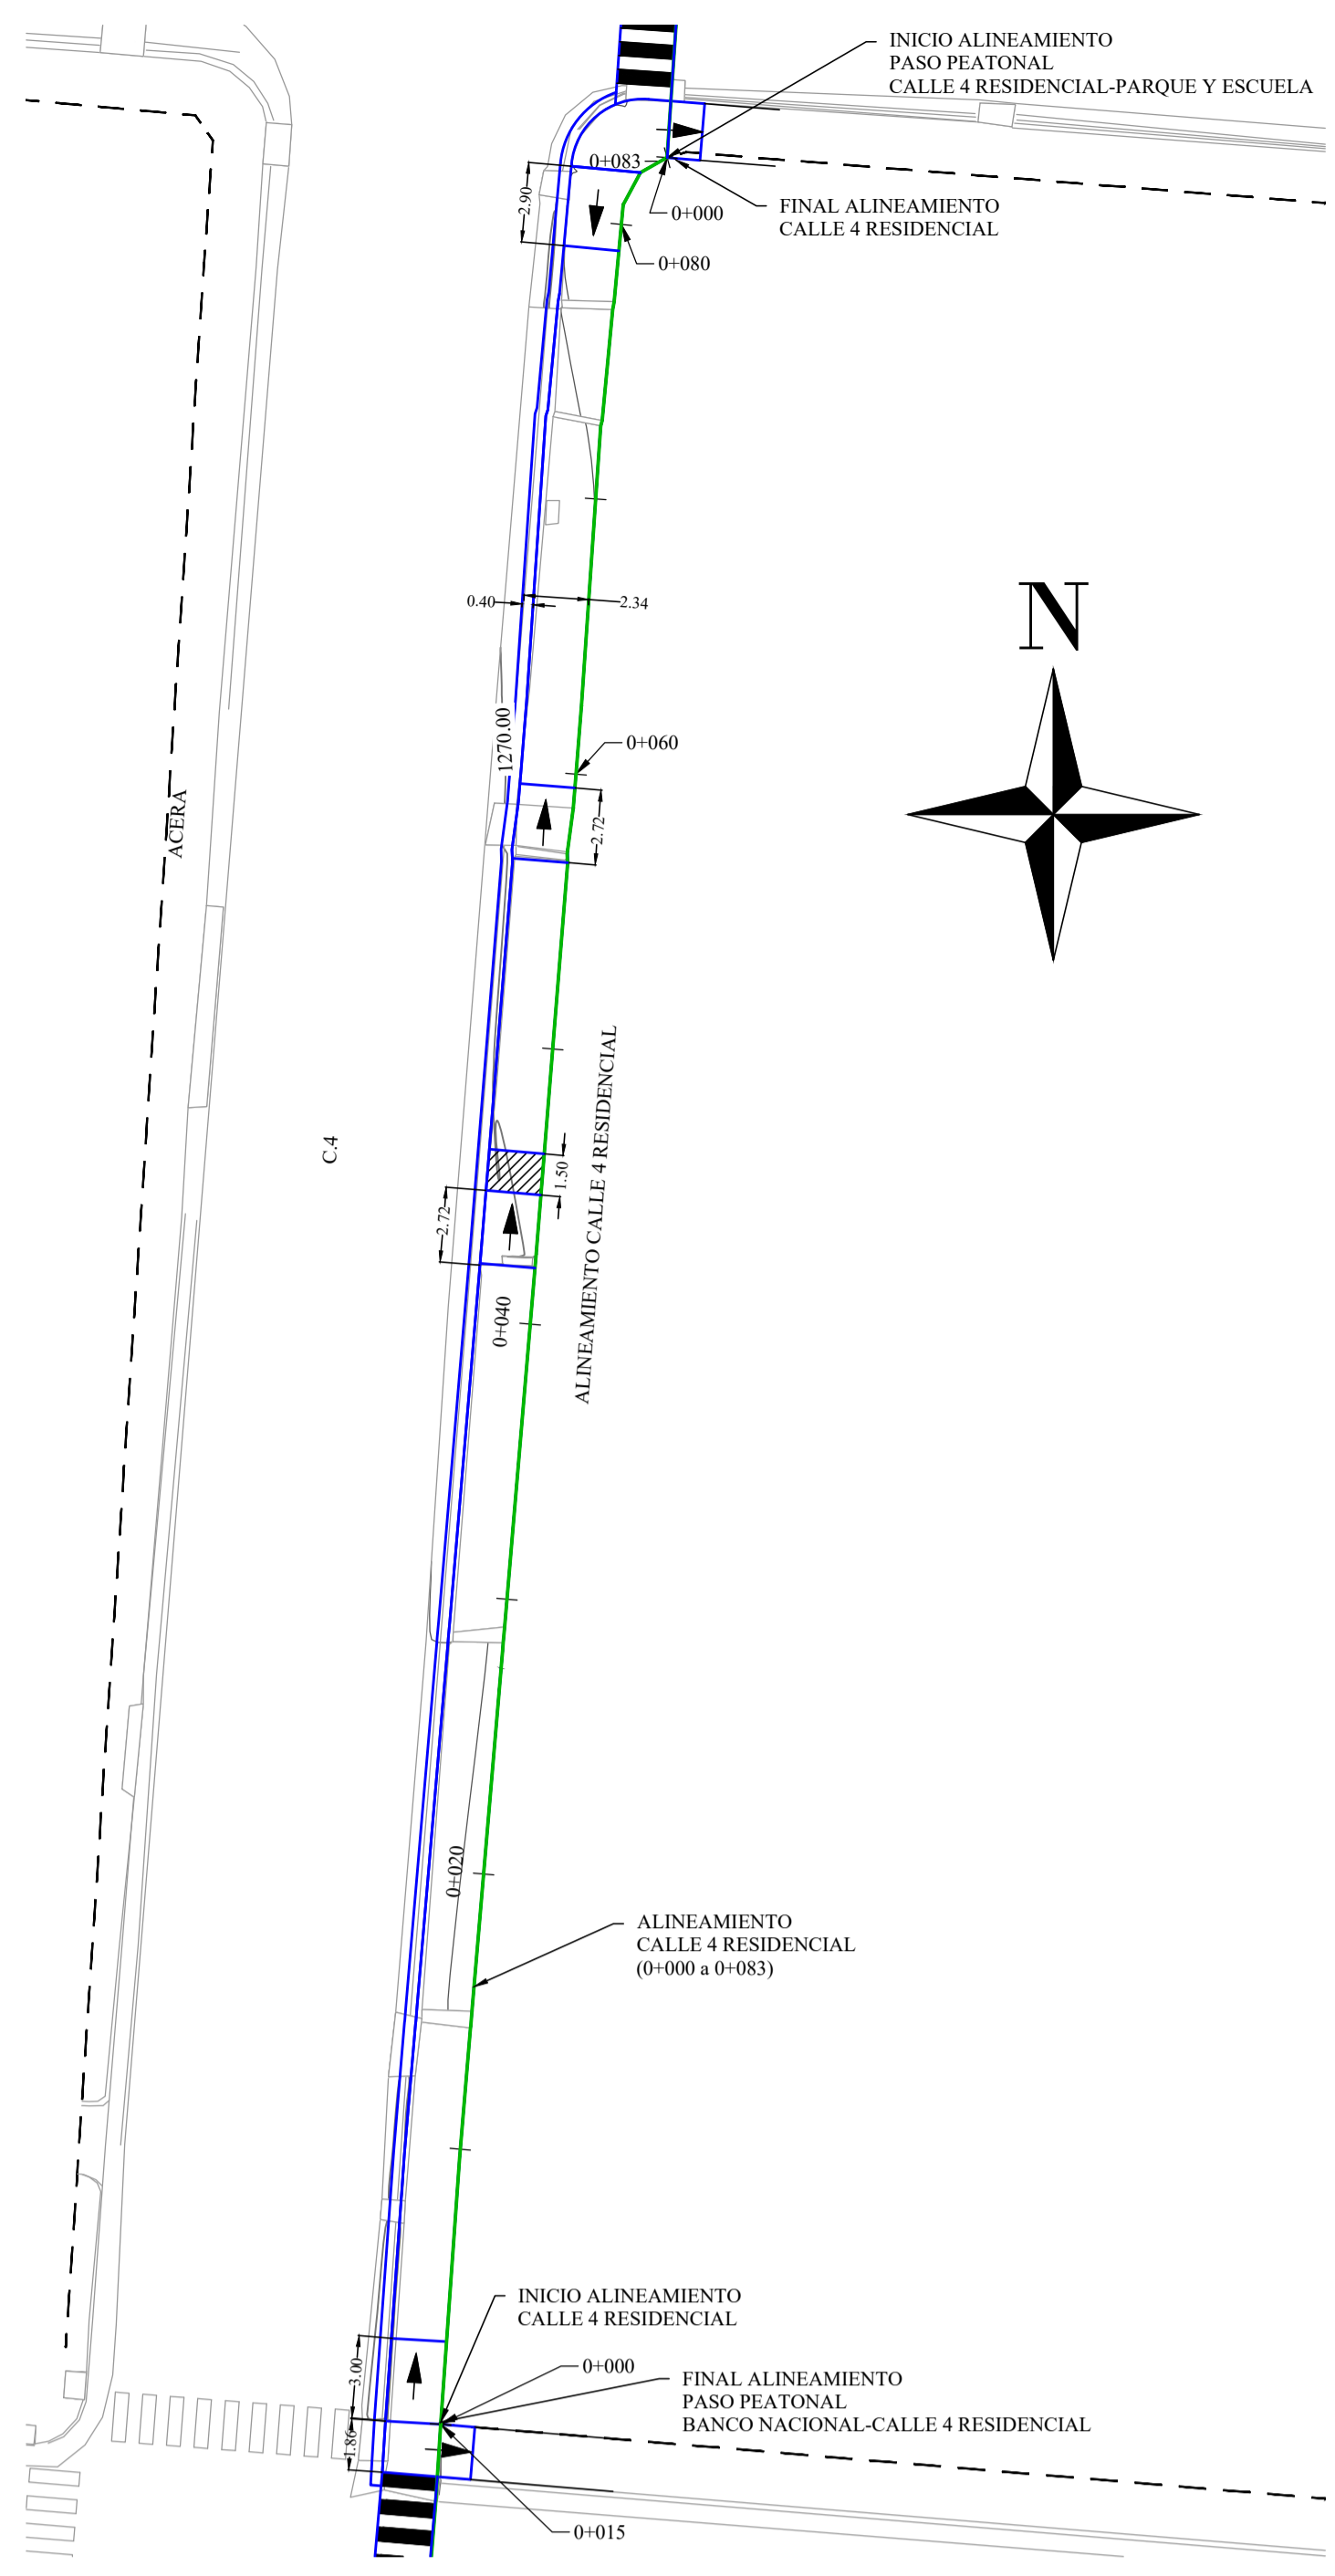 INICIO ALINEAMIENTO
PASO PEATONAL
CALLE 4 RESIDENCIAL-PARQUE Y ESCUELA
0+083
2.90
0+000
FINAL ALINEAMIENTO
CALLE 4 RESIDENCIAL
0+080
N
0.40
2.34
1270.00
0+060
ACERA
2.72
ALINEAMIENTO CALLE 4 RESIDENCIAL
C.4
1.50
2.72
0+040
0+020
ALINEAMIENTO
CALLE 4 RESIDENCIAL
(0+000 a 0+083)
INICIO ALINEAMIENTO
CALLE 4 RESIDENCIAL
3.00
0+000
FINAL ALINEAMIENTO
PASO PEATONAL
BANCO NACIONAL-CALLE 4 RESIDENCIAL
1.86
0+015